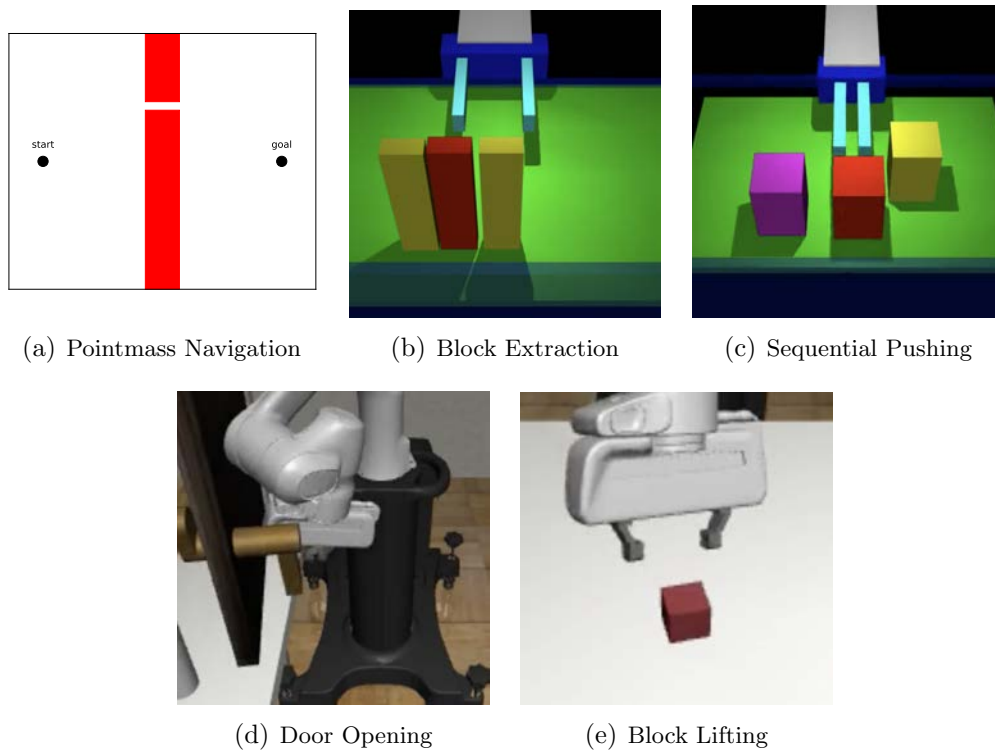 start
goal
(a) Pointmass Navigation
(b) Block Extraction
(c) Sequential Pushing
(d) Door Opening
(e) Block Lifting